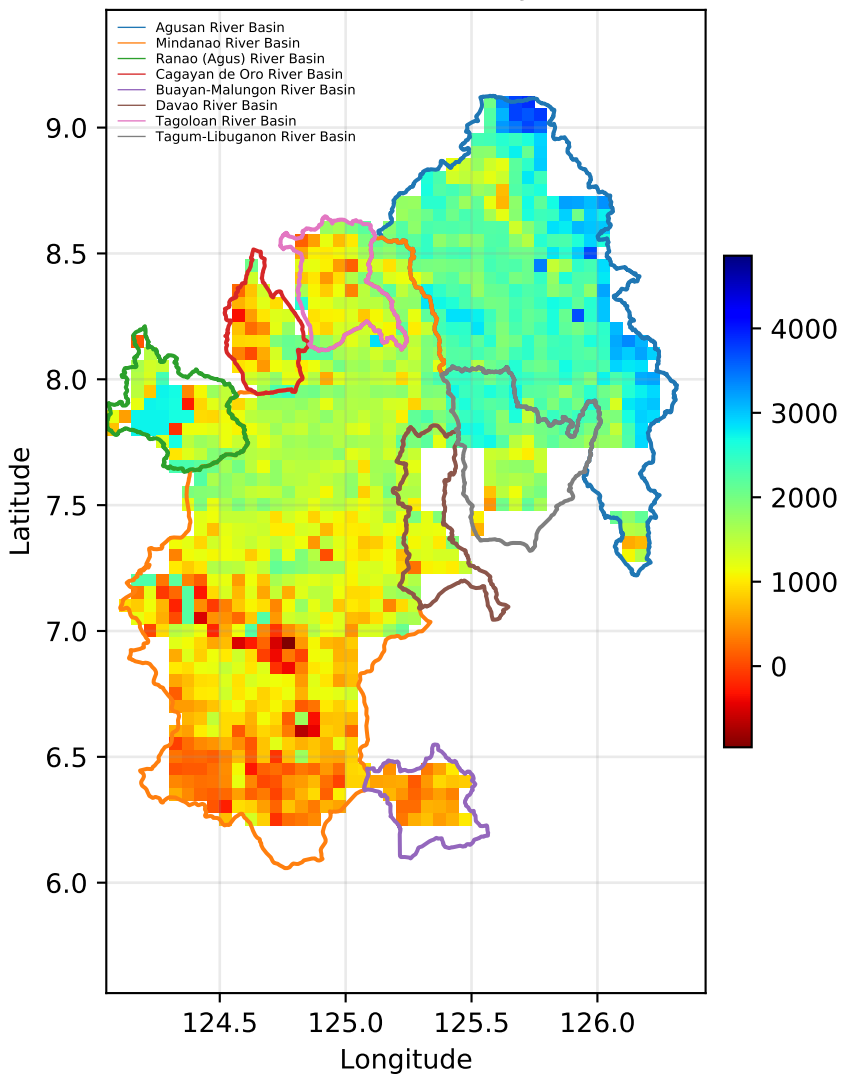 Agusan River Basin
Mindanao River Basin
Ranao (Agus) River Basin
Cagayan de Oro River Basin
Buayan-Malungon River Basin
Davao River Basin
Tagoloan River Basin
Tagum-Libuganon River Basin
9.0
8.5
8.0
7.5
7.0
6.5
6.0
Latitude
124.5 125.0 125.5 126.0
Longitude
4000
3000
2000
1000
0